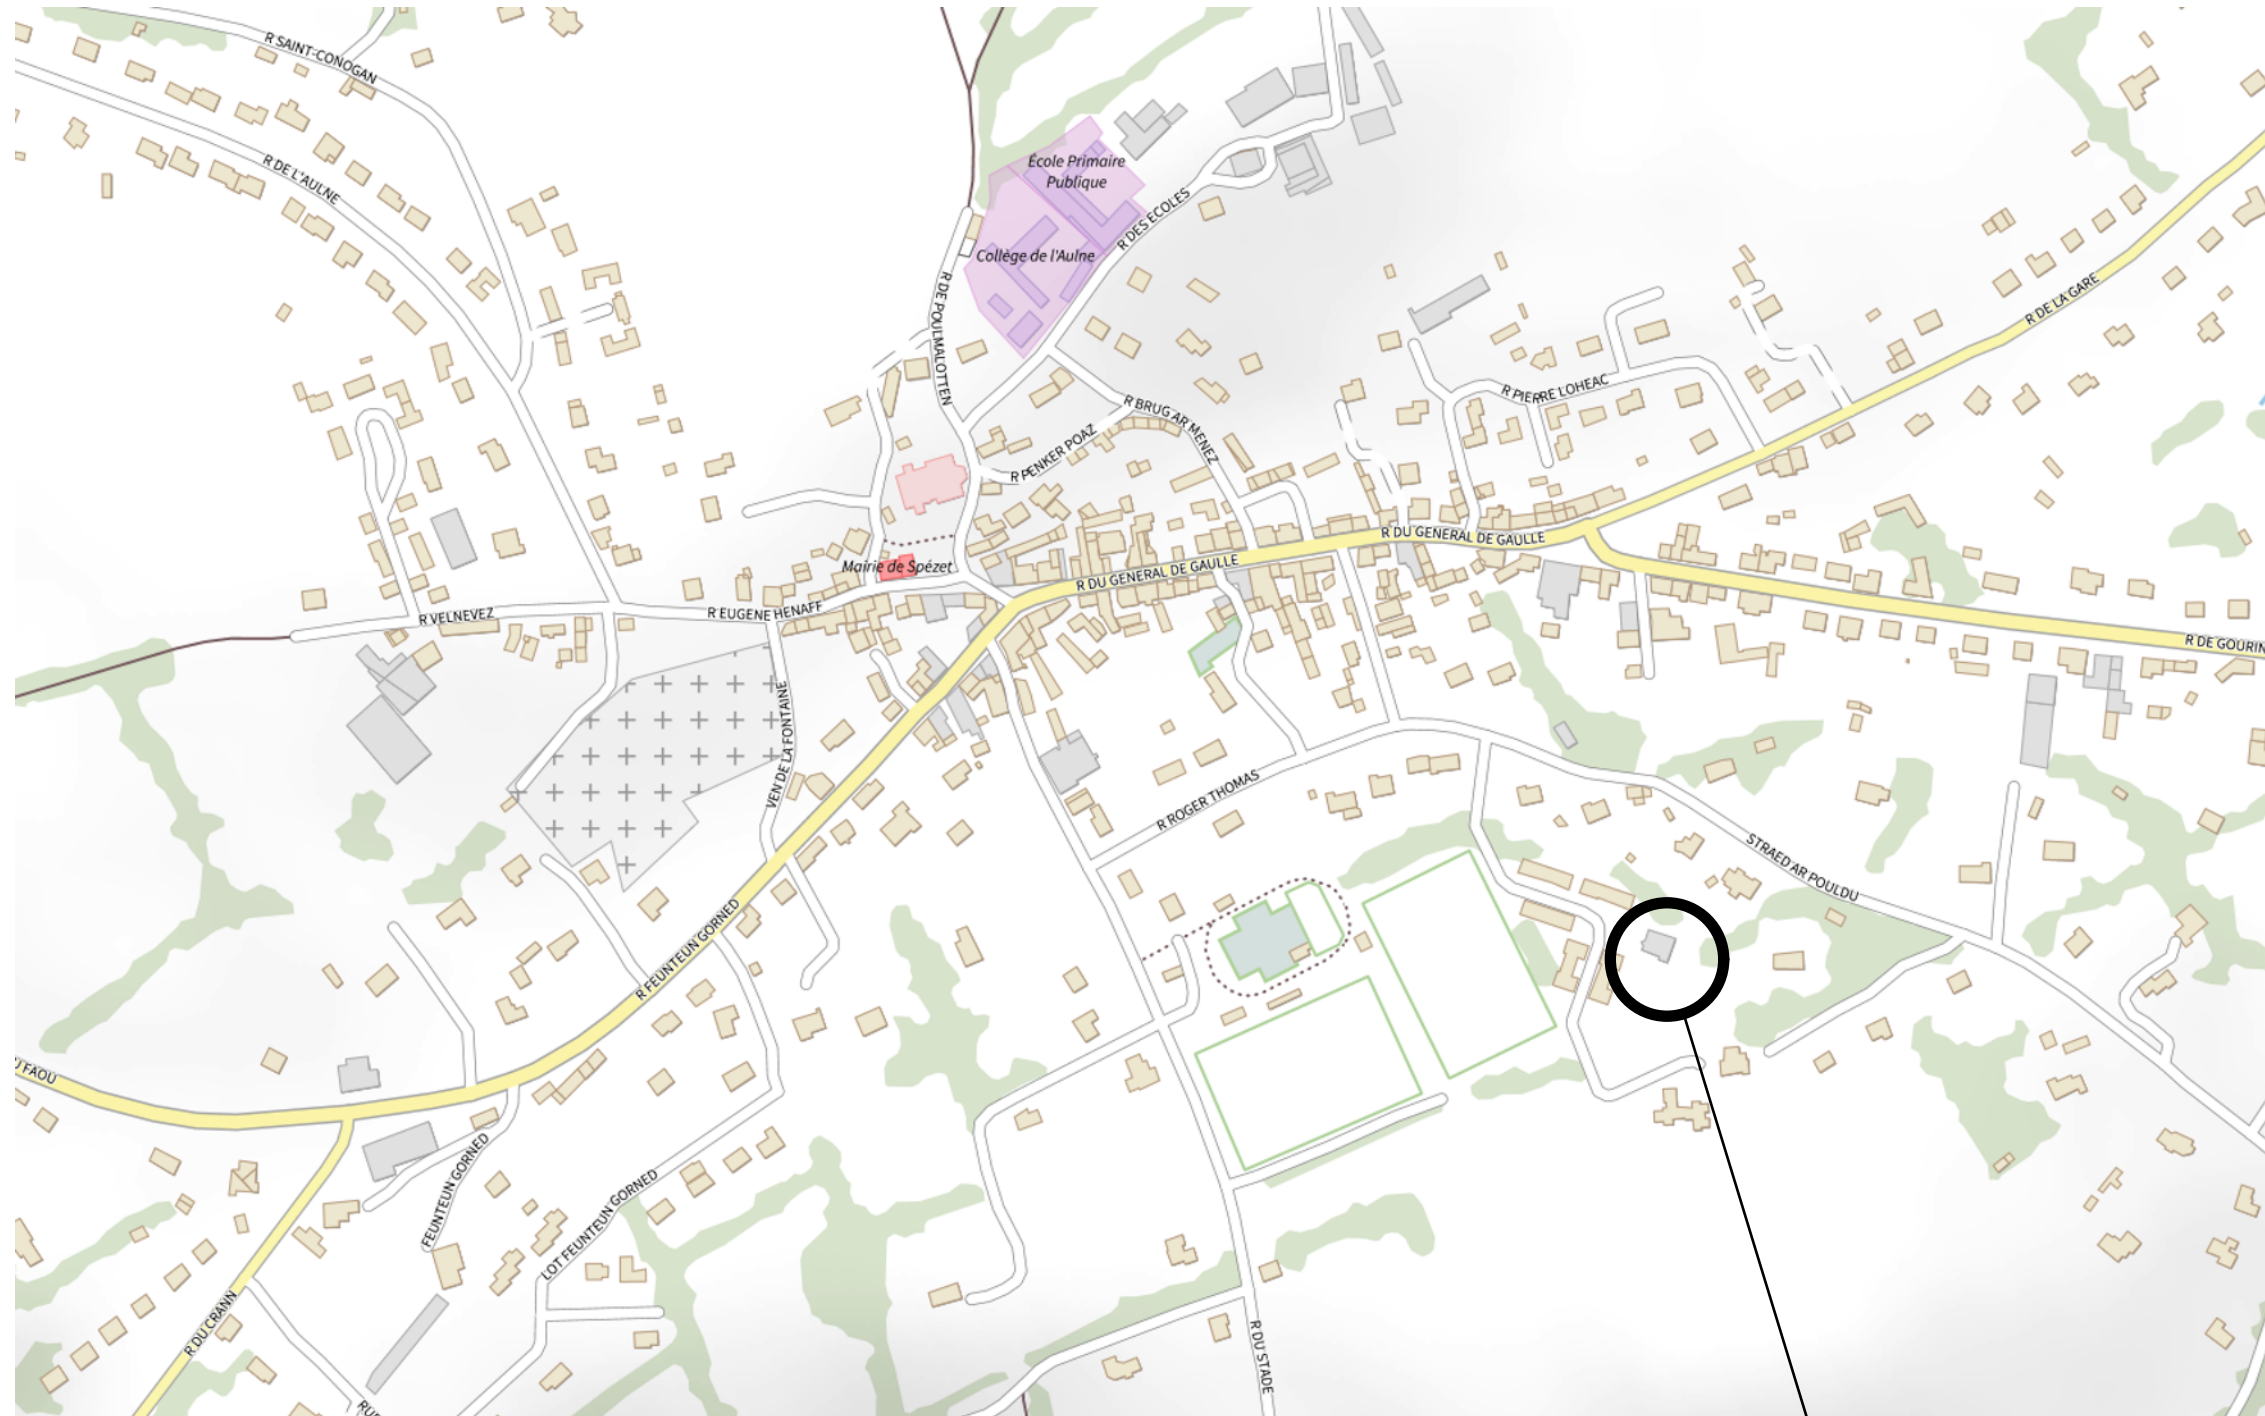 R SAINT-CONOGAN
R DE L'AULNE
École Primaire
Publique
R DES ECOLES
Collège de l'Aulne
R DE POULMALOTTEN
R DE LA GARE
R PIERRE LOHEAC
R BRUG AR MENEZ
R PENKER POAZ
R DU GENERAL DE GAULLE
Mairie de Spézet
R DU GENERAL DE GAULLE
R EUGENE HENAFF
R VELNEVEZ
R DE GOURIN
VEN DE LA FONTAINE
R ROGER THOMAS
STRAED AR POULDU
R FEUNTEUN GORNED
U FAOU
FEUNTEUN GORNED
LOT FEUNTEUN GORNED
R DU CRANN
R DU STADE